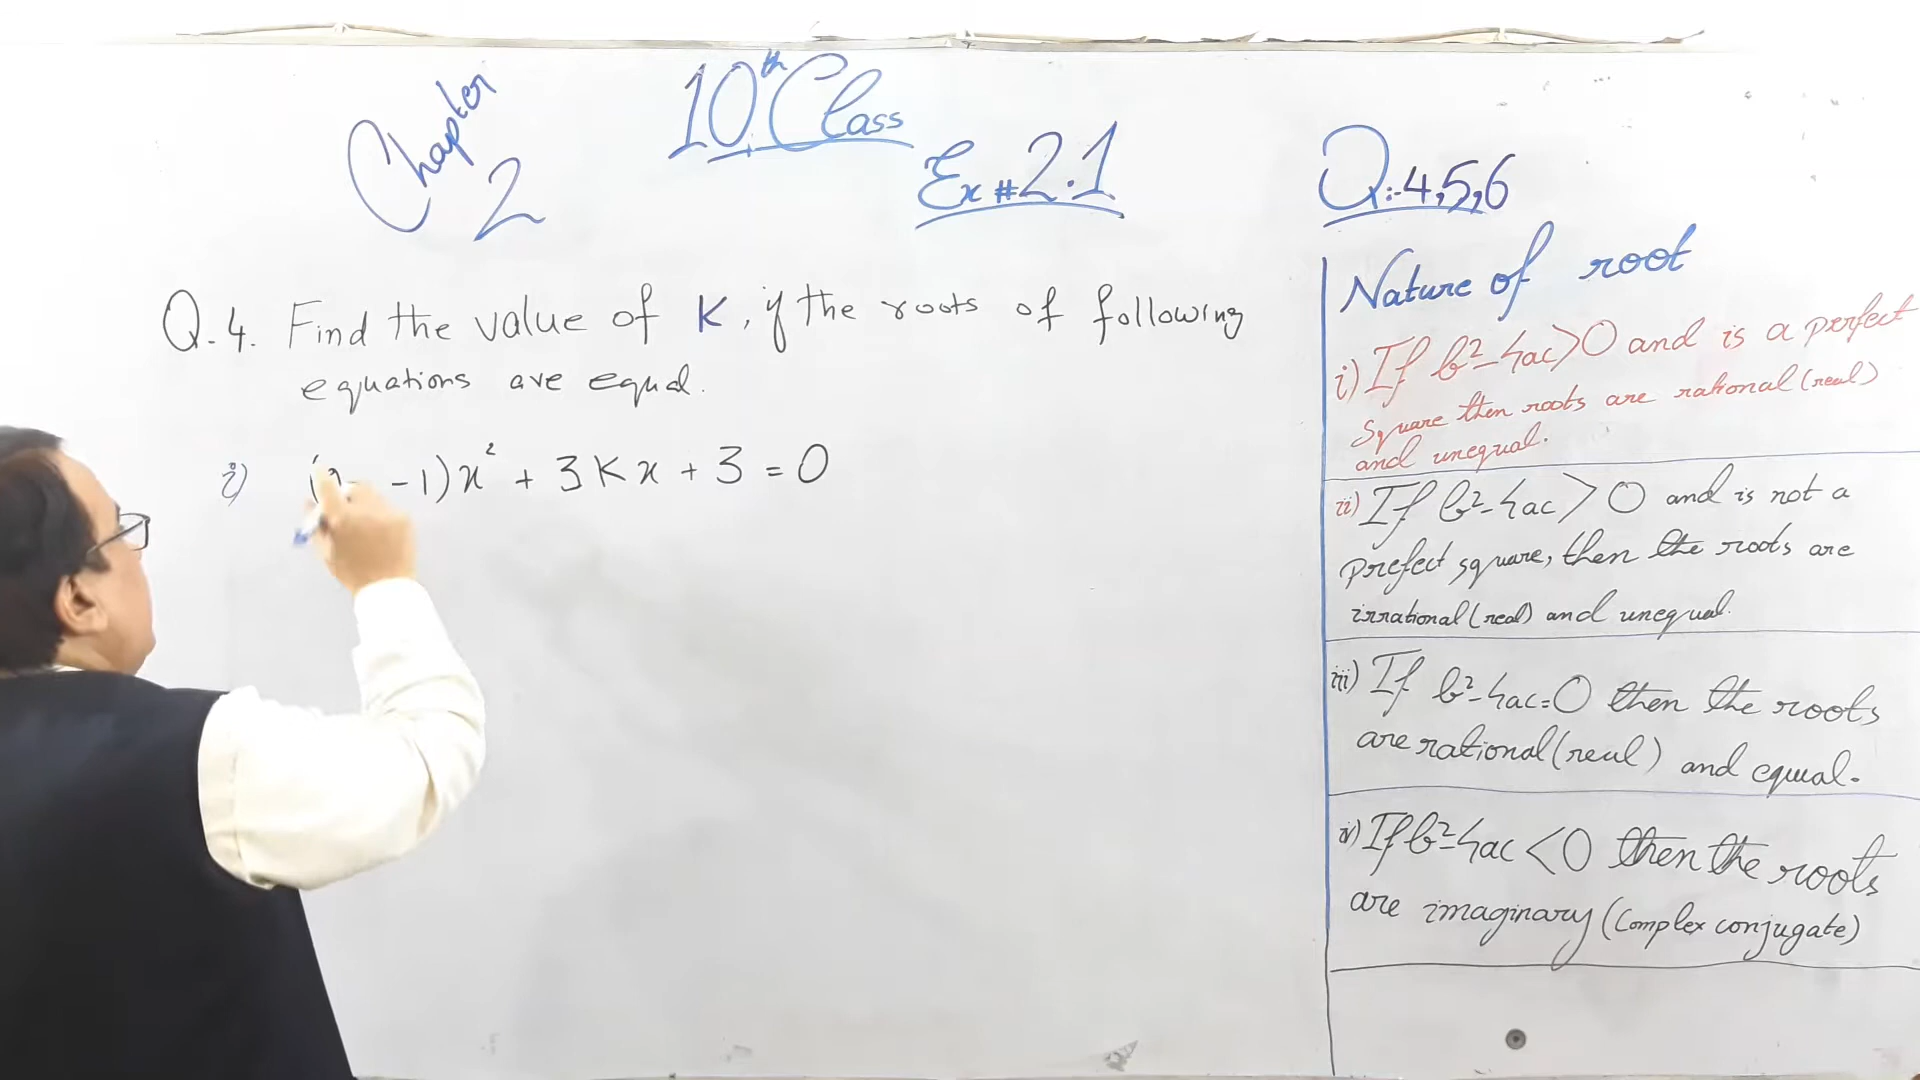 Chapter
2
10th Class
Ex # 2.1
Q:-4,5,6
Q.4. Find the value of K, if the roots of following
equations are equal.
i) ( -1)x² + 3Kx + 3 = 0
Nature of root
i) If b²-4ac>0 and is a perfect
Square then roots are rational (real)
and unequal.
ii) If b²-4ac > 0 and is not a
prefect square, then the roots are
irrational (real) and unequal.
iii) If b²-4ac=0 then the roots
are rational (real) and equal.
iv) If b²-4ac <0 then the roots
are imaginary (Complex conjugate)